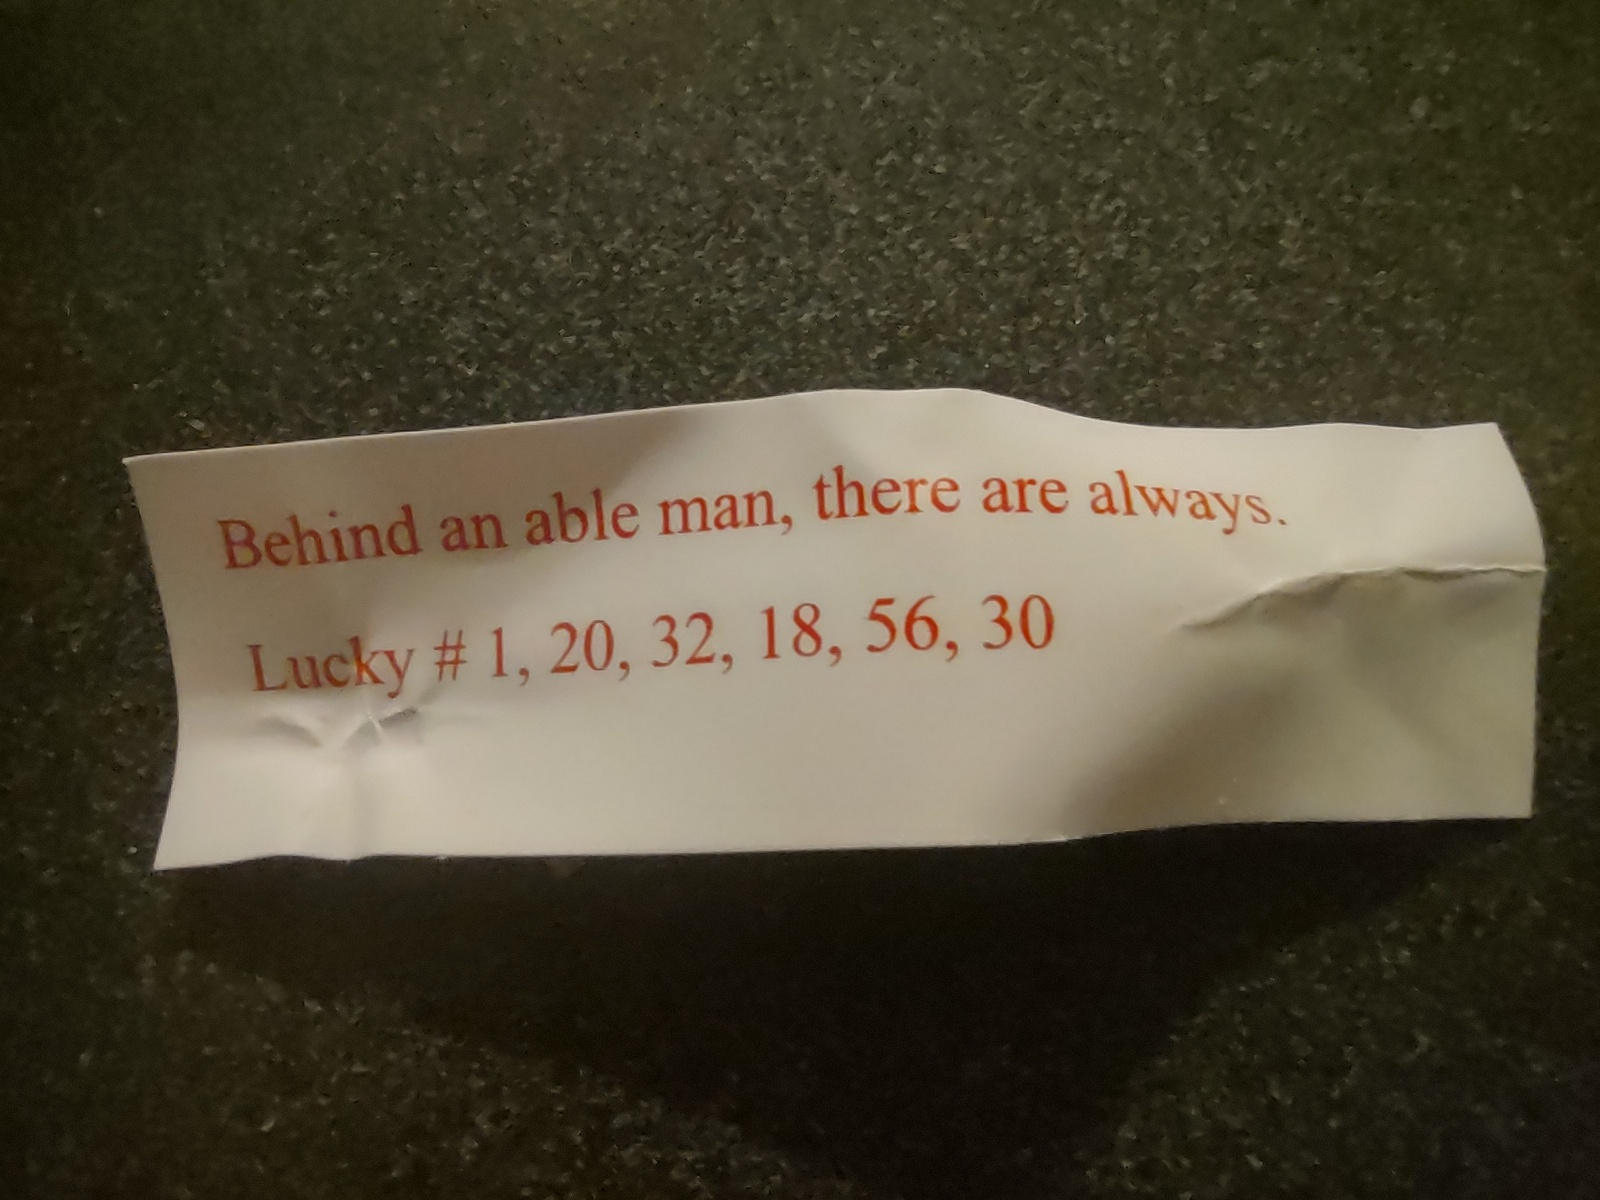 Behind an able man, there are always.
Lucky # 1, 20, 32, 18, 56, 30